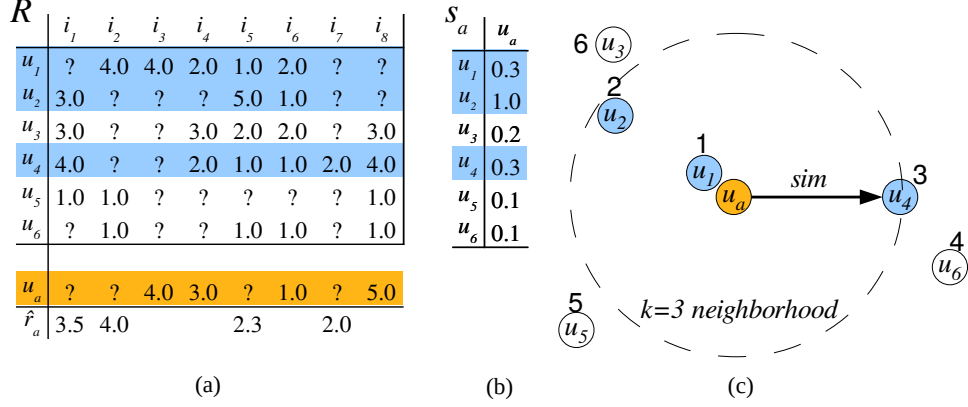 R i1 i2 i3 i4 i5 i6 i7 i8
u1 ? 4.0 4.0 2.0 1.0 2.0 ? ?
u2 3.0 ? ? ? 5.0 1.0 ? ?
u3 3.0 ? ? 3.0 2.0 2.0 ? 3.0
u4 4.0 ? ? 2.0 1.0 1.0 2.0 4.0
u5 1.0 1.0 ? ? ? ? ? 1.0
u6 ? 1.0 ? ? 1.0 1.0 ? 1.0
ua ? ? 4.0 3.0 ? 1.0 ? 5.0
r̂a 3.5 4.0 2.3 2.0
(a)
sa ua
u1 0.3
u2 1.0
u3 0.2
u4 0.3
u5 0.1
u6 0.1
(b)
6 u3
2
u2
1
u1
ua
sim
3
u4
4
u6
5
u5
k=3 neighborhood
(c)